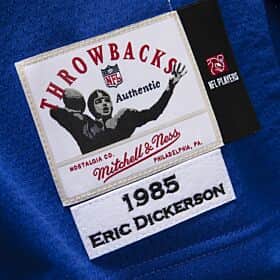 THROWBACKS
NFL
Authentic
NOSTALGIA CO.
Mitchell & Ness
PHILADELPHIA, PA.
NFL PLAYERS
1985
ERIC DICKERSON